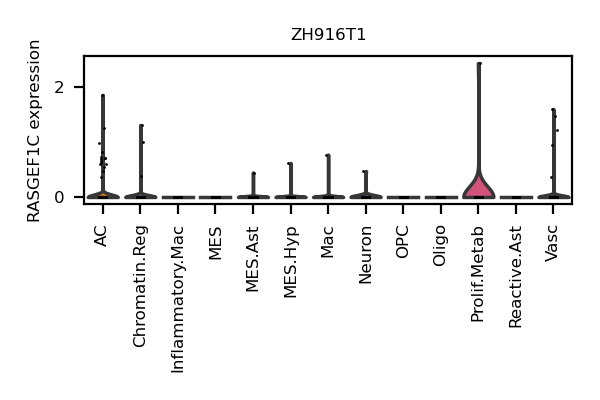 ZH916T1
RASGEF1C expression
2
0
AC
Chromatin.Reg
Inflammatory.Mac
MES
MES.Ast
MES.Hyp
Mac
Neuron
OPC
Oligo
Prolif.Metab
Reactive.Ast
Vasc